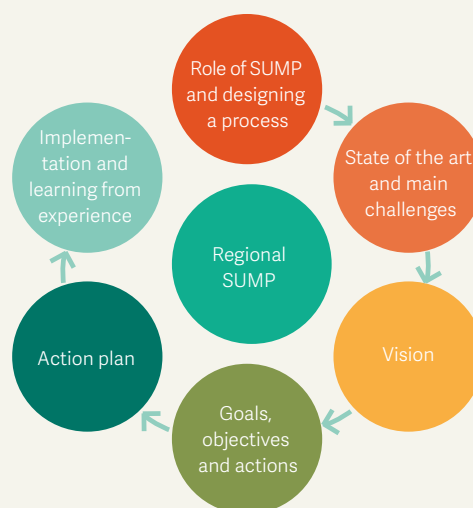 Role of SUMP
and designing
a process
State of the art
and main
challenges
Vision
Goals,
objectives
and actions
Action plan
Implemen-
tation and
learning from
experience
Regional
SUMP